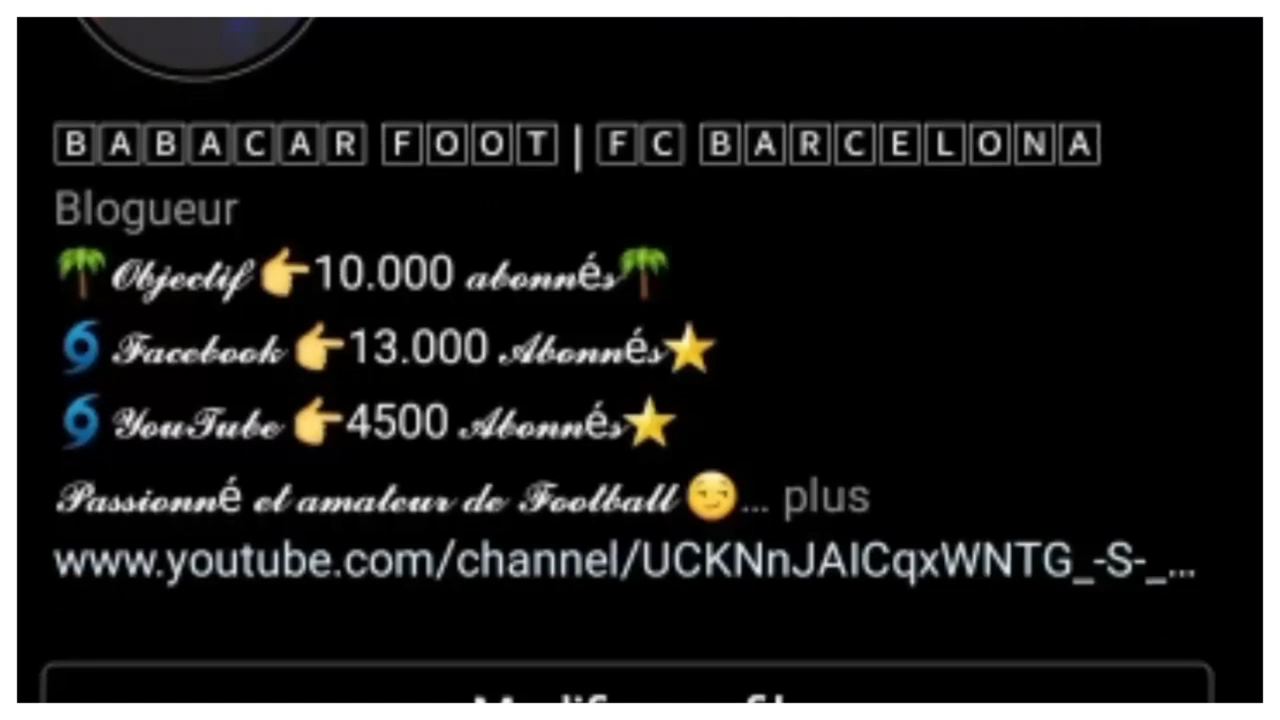 BABACAR FOOT | FC BARCELONA
Blogueur
🌴Objectif 👉10.000 abonnés🌴
🌀 Facebook 👉13.000 Abonnés⭐
🌀 YouTube 👉4500 Abonnés⭐
Passionné et amateur de Football 😏... plus
www.youtube.com/channel/UCKNnJAICqxWNTG_-S-_...